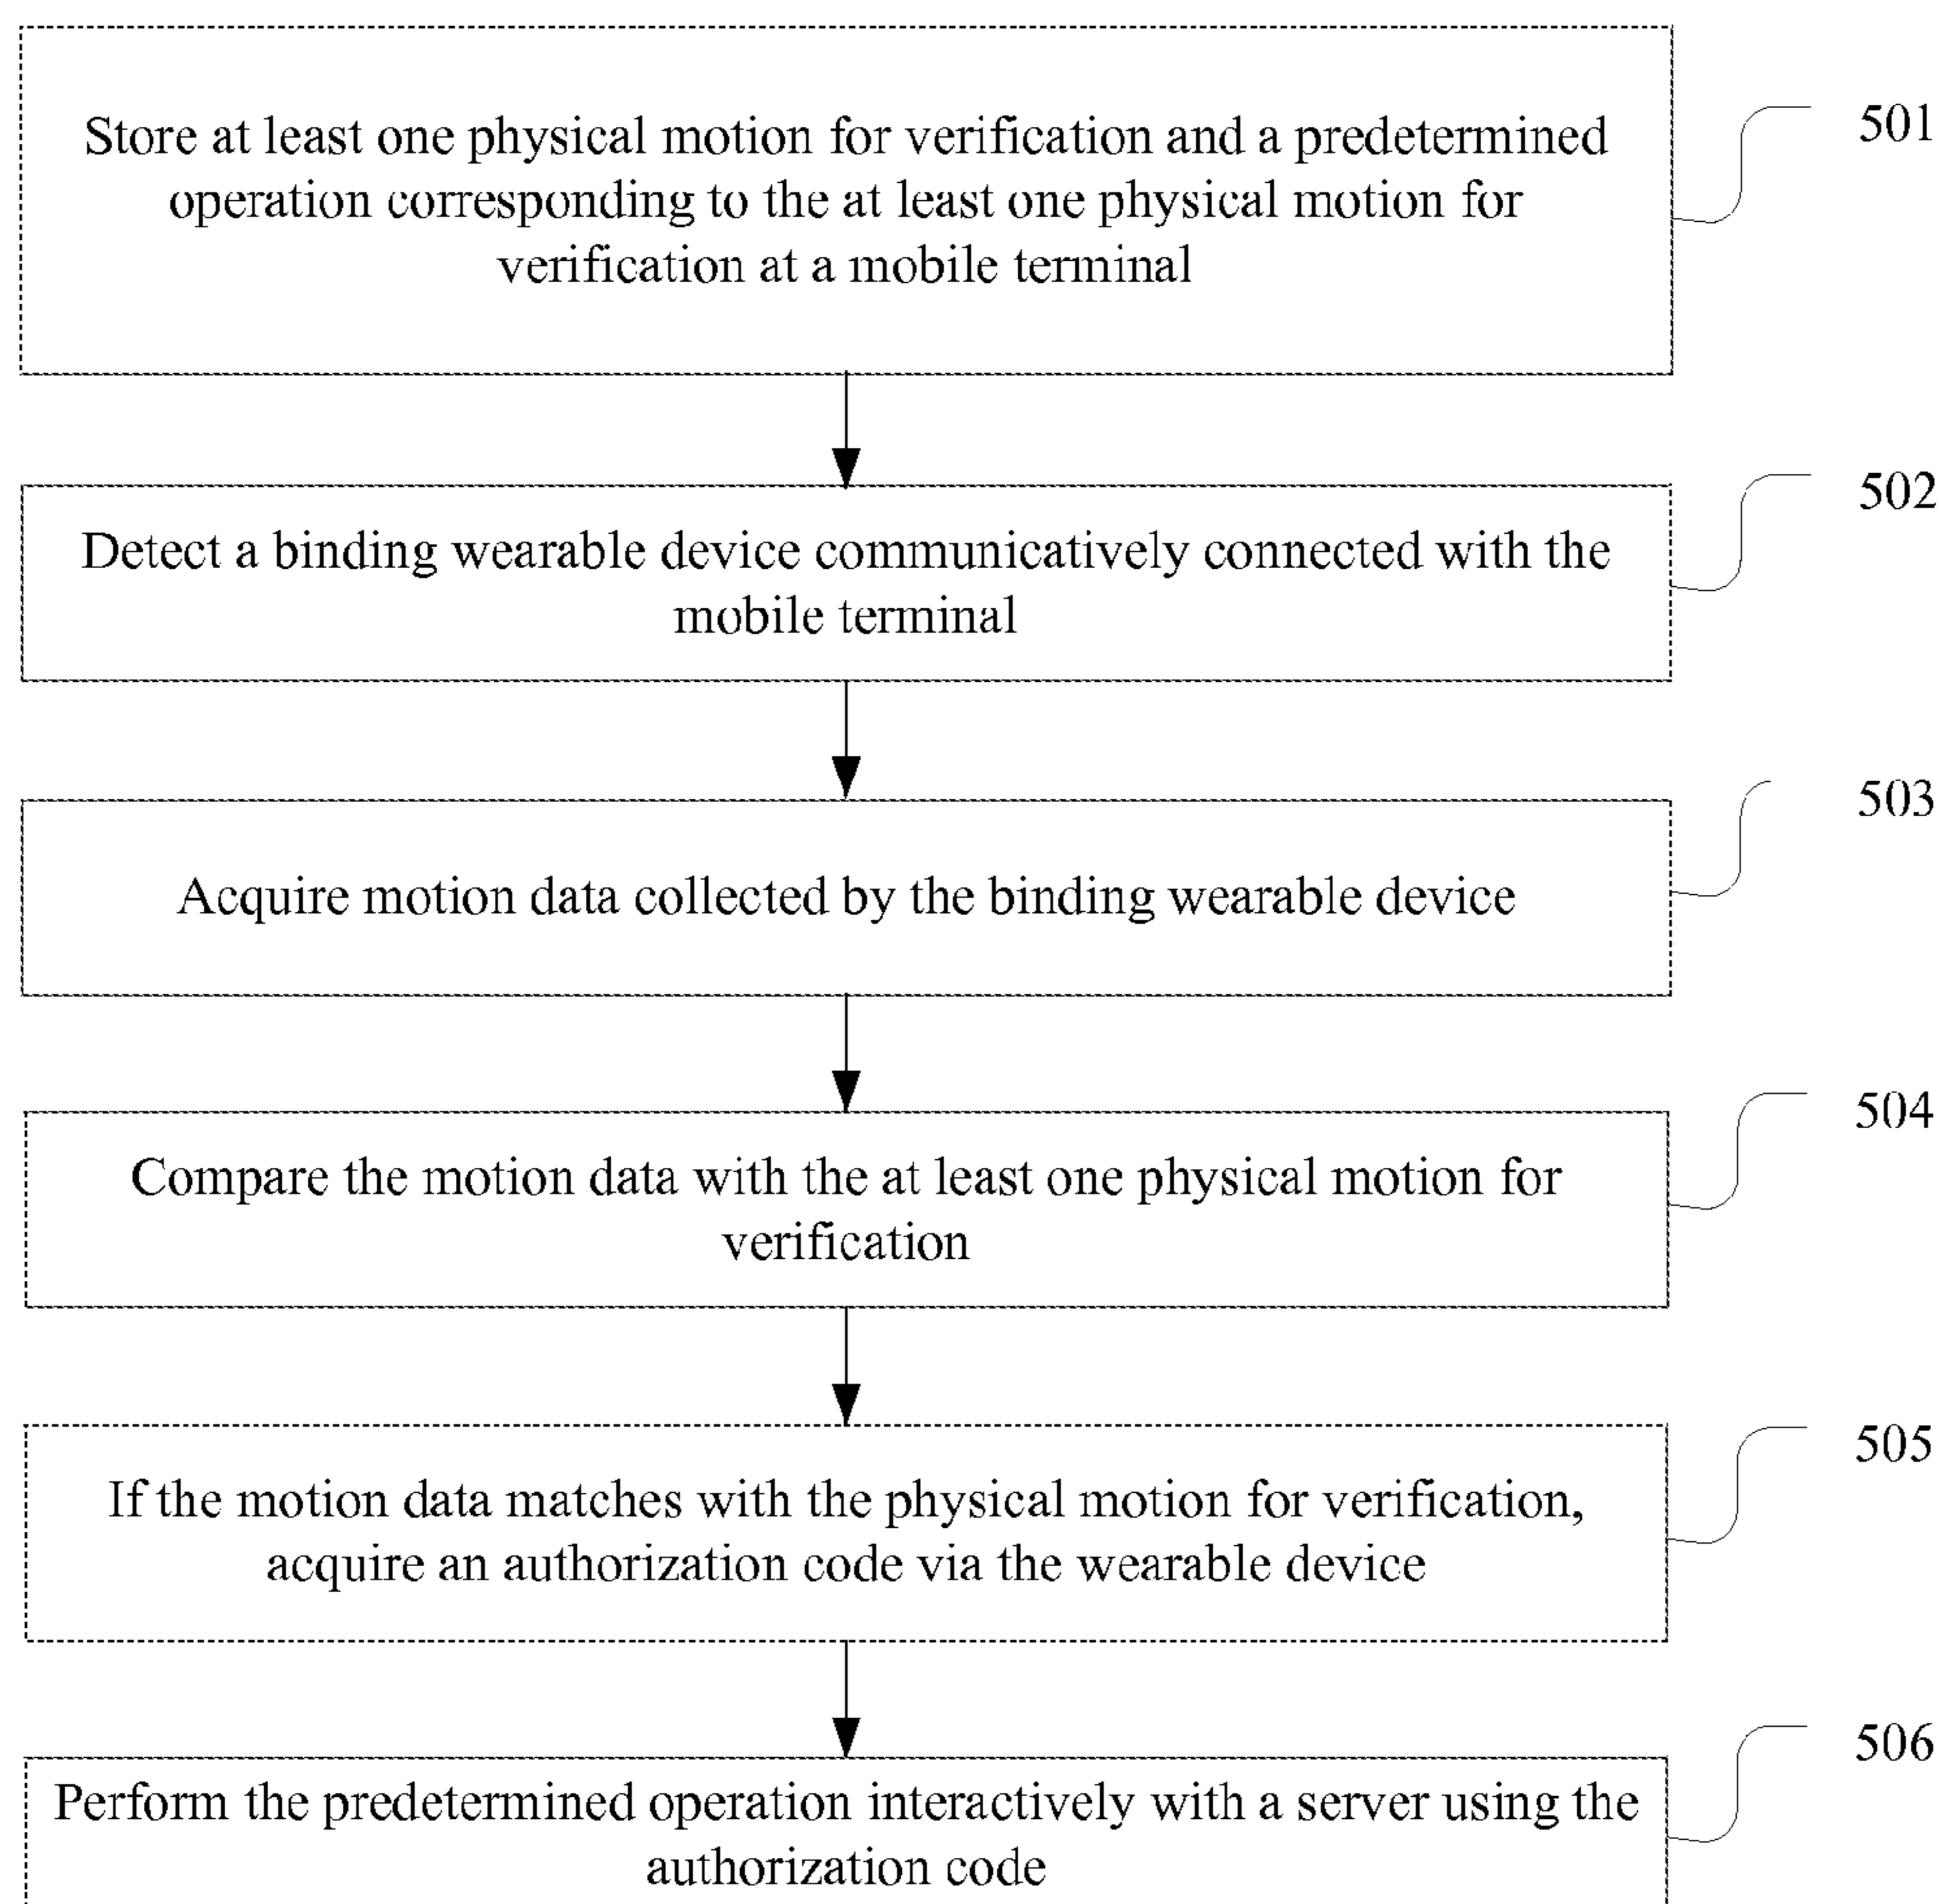 Store at least one physical motion for verification and a predetermined
operation corresponding to the at least one physical motion for
verification at a mobile terminal
501
Detect a binding wearable device communicatively connected with the
mobile terminal
502
Acquire motion data collected by the binding wearable device
503
Compare the motion data with the at least one physical motion for
verification
504
If the motion data matches with the physical motion for verification,
acquire an authorization code via the wearable device
505
Perform the predetermined operation interactively with a server using the
authorization code
506